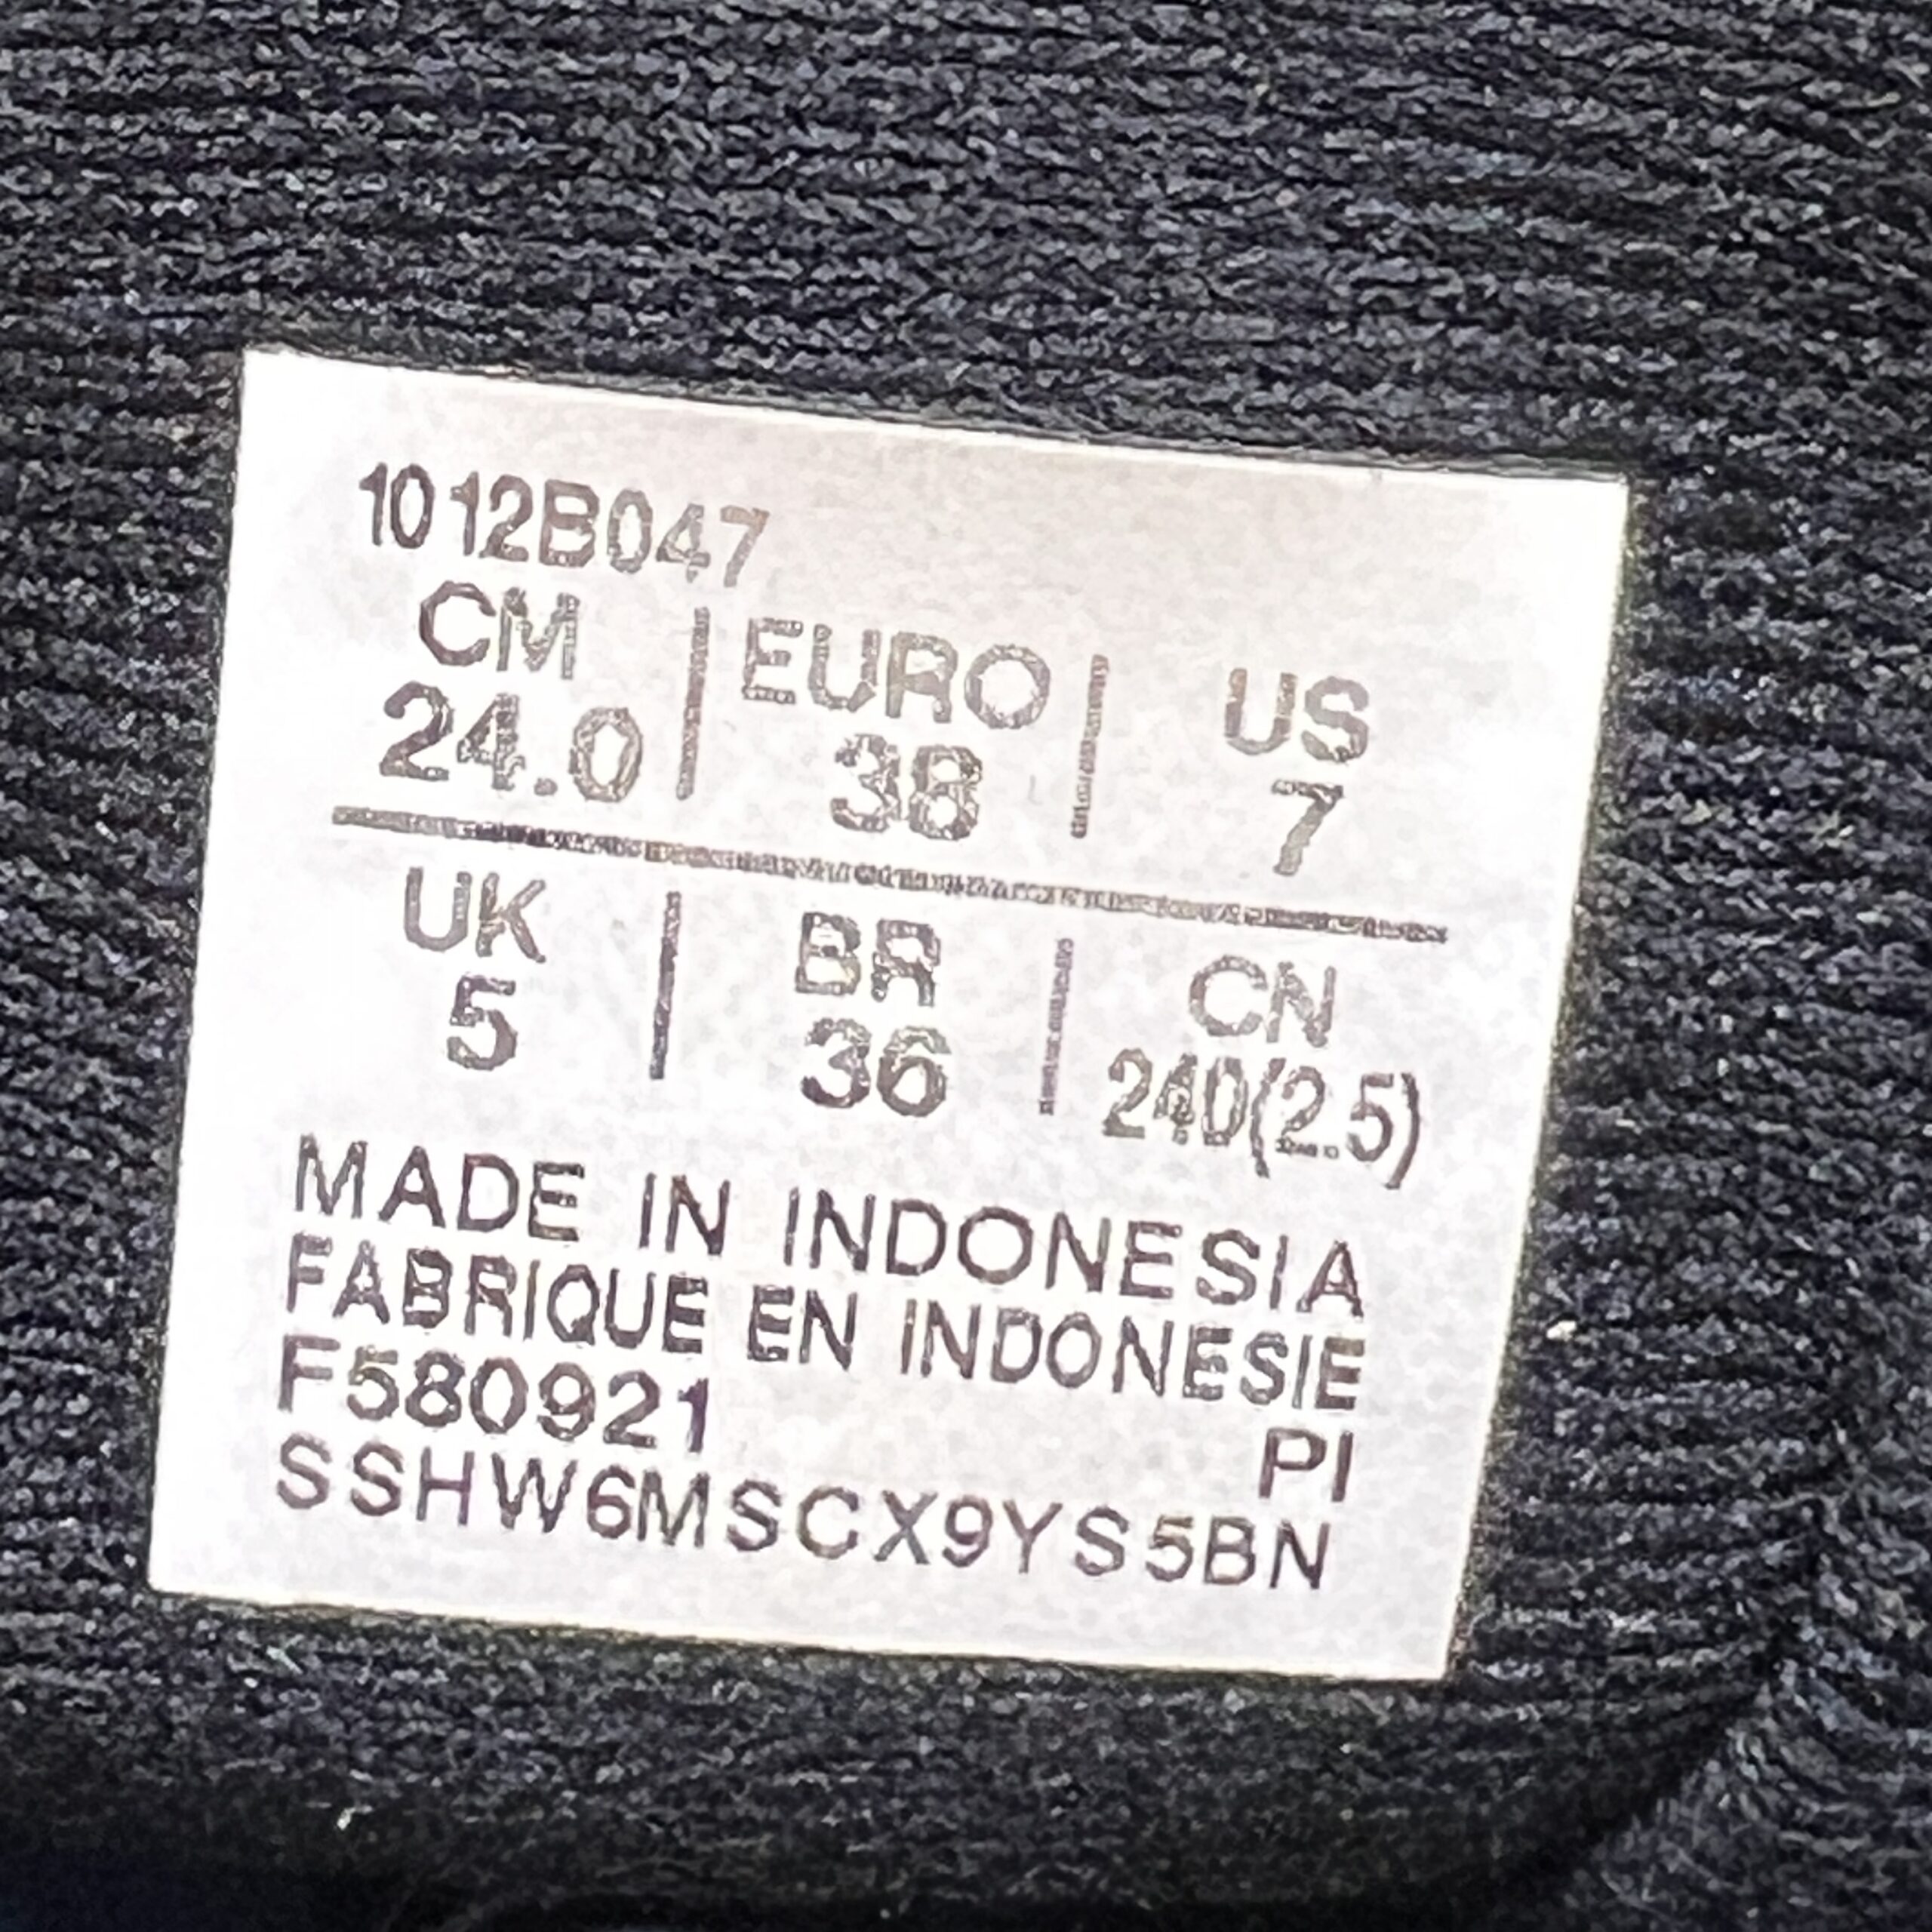 1012B047
CM | EURO | US
24.0 | 38 | 7
UK | BR | CN
5 | 36 | 240(2.5)
MADE IN INDONESIA
FABRIQUE EN INDONESIE
F580921 PI
SSHW6MSCX9YS5BN